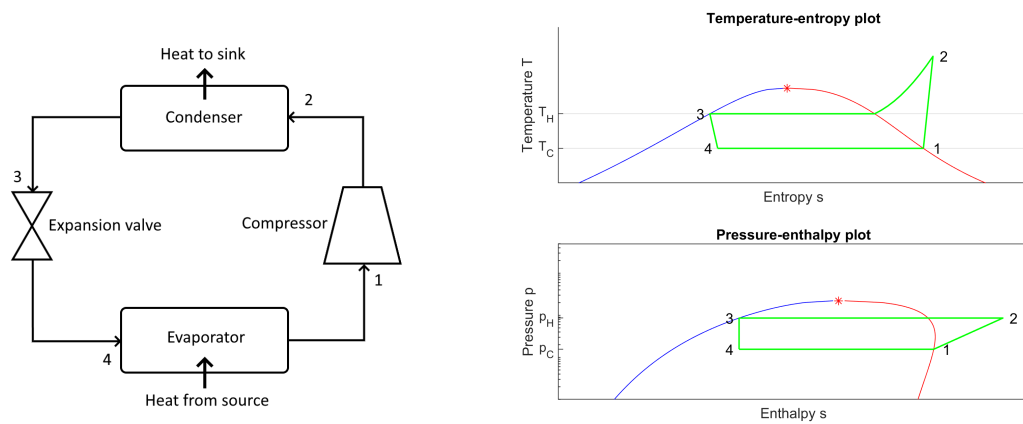 Heat to sink
Condenser
2
3
Expansion valve
Compressor
1
Evaporator
4
Heat from source
Temperature-entropy plot
Temperature T
T_H
T_C
2
3
4
1
Entropy s
Pressure-enthalpy plot
Pressure p
p_H
p_C
3
2
4
1
Enthalpy s